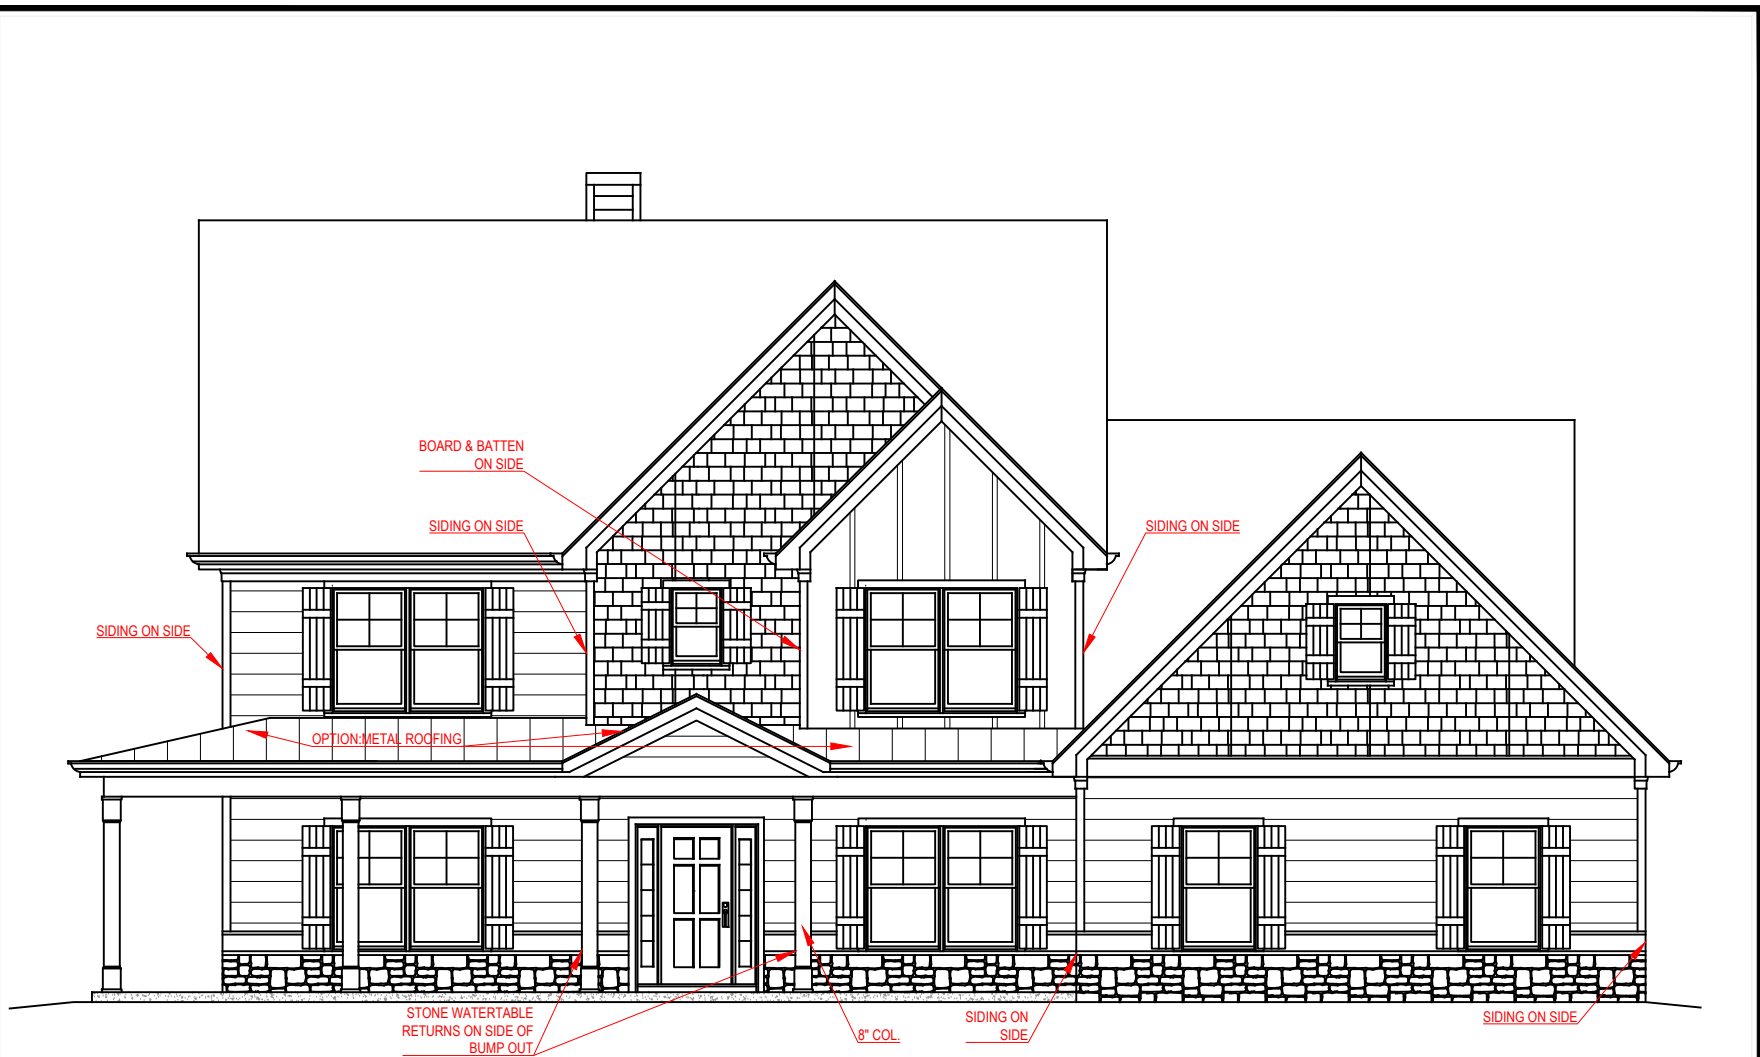 BOARD & BATTEN
ON SIDE
SIDING ON SIDE
SIDING ON SIDE
SIDING ON SIDE
OPTION:METAL ROOFING
STONE WATERTABLE
RETURNS ON SIDE OF
BUMP OUT
8" COL.
SIDING ON
SIDE
SIDING ON SIDE